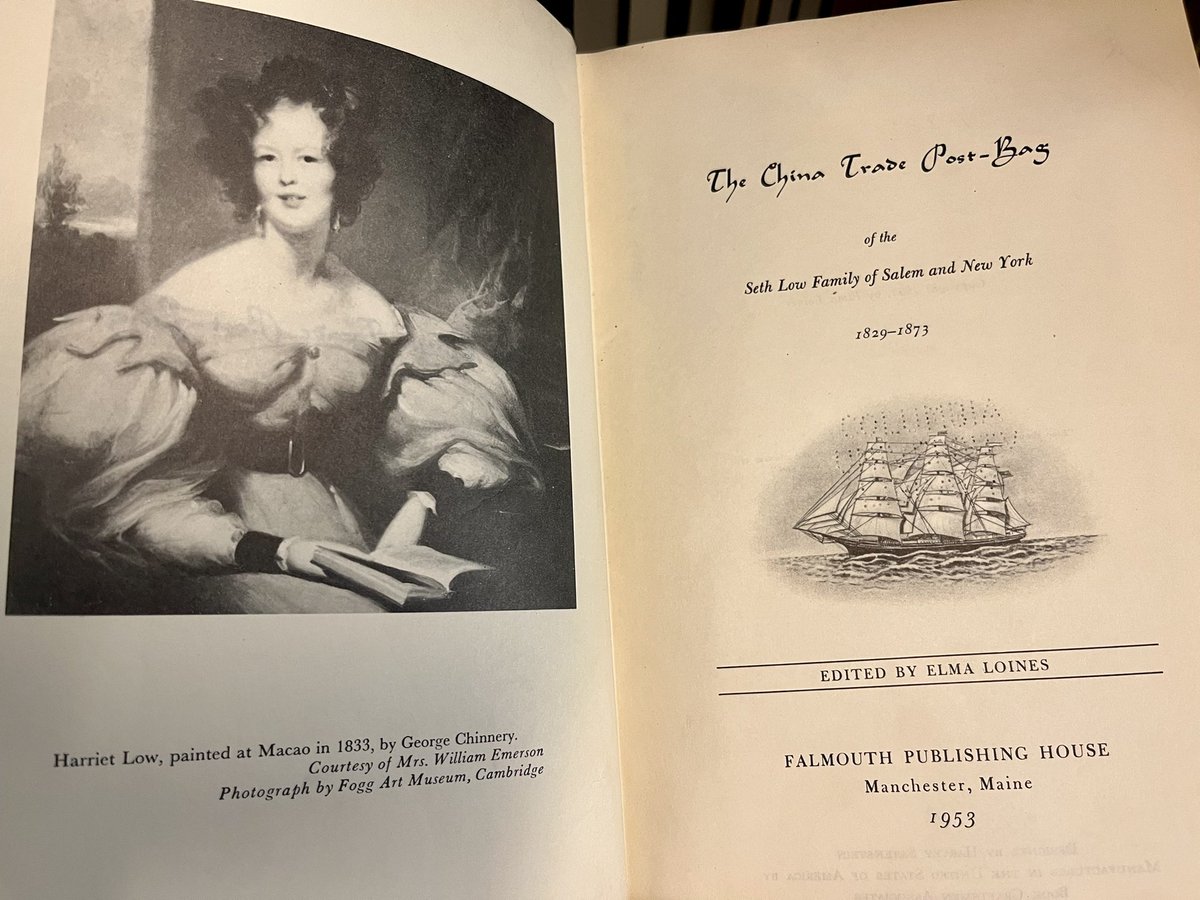 Harriet Low, painted at Macao in 1833, by George Chinnery.
Courtesy of Mrs. William Emerson
Photograph by Fogg Art Museum, Cambridge
The China Trade Post-Bag
of the
Seth Low Family of Salem and New York
1829–1873
EDITED BY ELMA LOINES
FALMOUTH PUBLISHING HOUSE
Manchester, Maine
1953